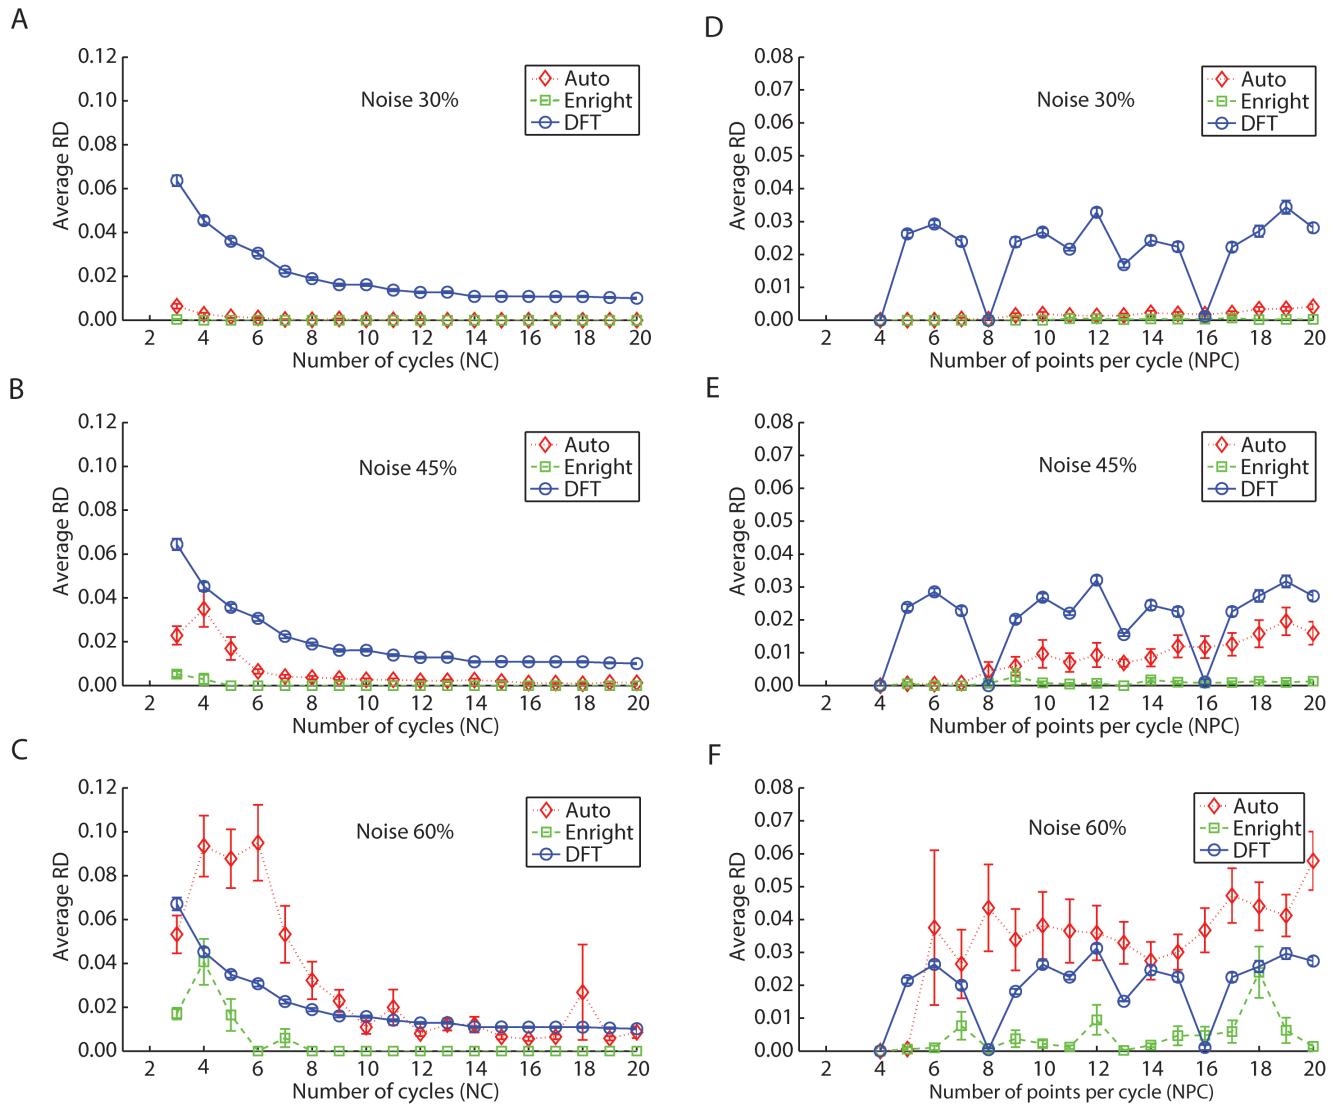 A
0.12
0.10
0.08
0.06
0.04
0.02
0.00
Average RD
Noise 30%
Auto
Enright
DFT
2 4 6 8 10 12 14 16 18 20
Number of cycles (NC)
D
0.08
0.07
0.06
0.05
0.04
0.03
0.02
0.01
0.00
Average RD
Noise 30%
Auto
Enright
DFT
2 4 6 8 10 12 14 16 18 20
Number of points per cycle (NPC)
B
0.12
0.10
0.08
0.06
0.04
0.02
0.00
Average RD
Noise 45%
Auto
Enright
DFT
2 4 6 8 10 12 14 16 18 20
Number of cycles (NC)
E
0.08
0.07
0.06
0.05
0.04
0.03
0.02
0.01
0.00
Average RD
Noise 45%
Auto
Enright
DFT
2 4 6 8 10 12 14 16 18 20
Number of points per cycle (NPC)
C
0.12
0.10
0.08
0.06
0.04
0.02
0.00
Average RD
Noise 60%
Auto
Enright
DFT
2 4 6 8 10 12 14 16 18 20
Number of cycles (NC)
F
0.08
0.07
0.06
0.05
0.04
0.03
0.02
0.01
0.00
Average RD
Noise 60%
Auto
Enright
DFT
2 4 6 8 10 12 14 16 18 20
Number of points per cycle (NPC)